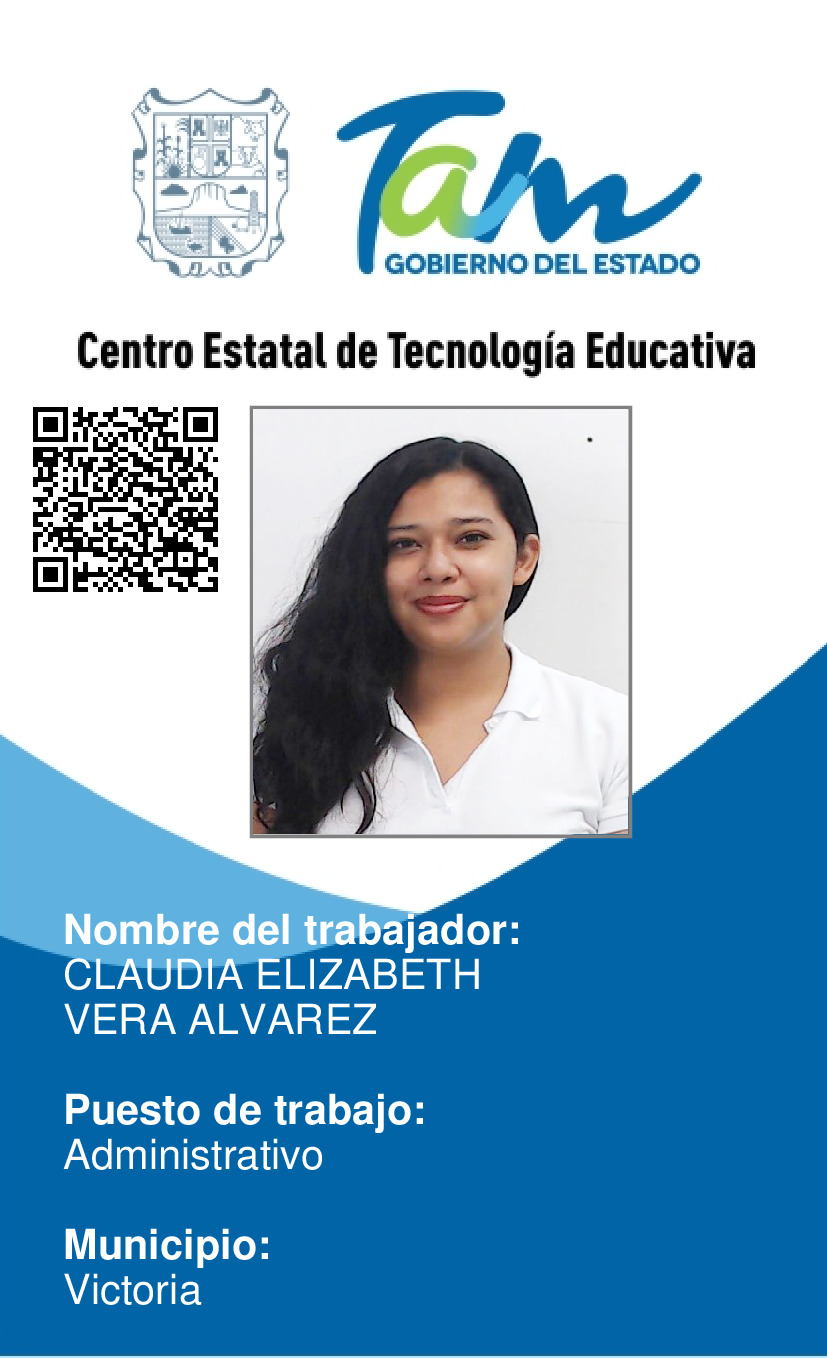 Tam
GOBIERNO DEL ESTADO
Centro Estatal de Tecnología Educativa
Nombre del trabajador:
CLAUDIA ELIZABETH
VERA ALVAREZ
Puesto de trabajo:
Administrativo
Municipio:
Victoria